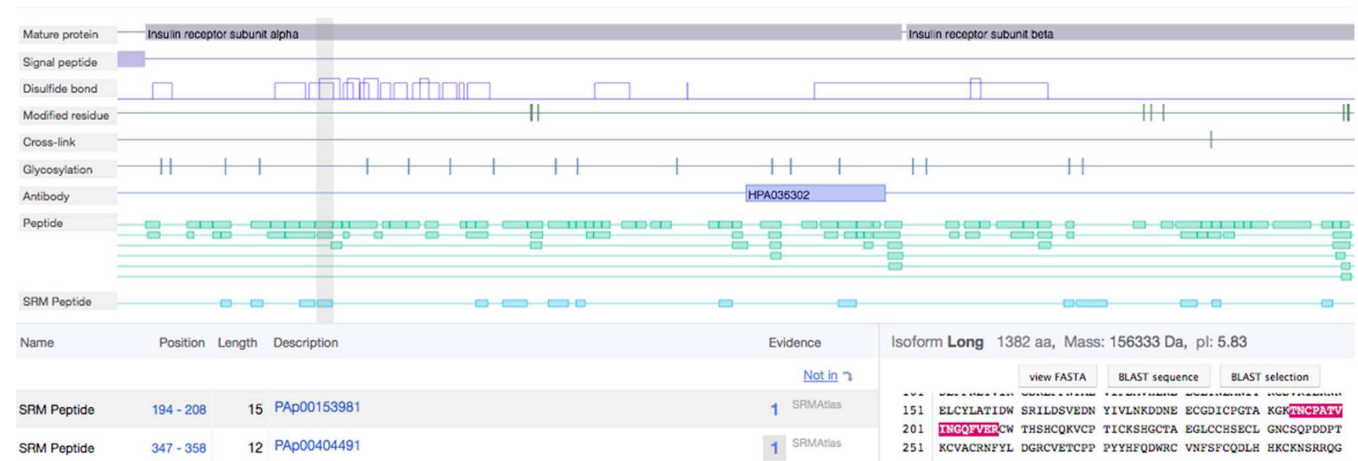 Mature protein
Insulin receptor subunit alpha
Insulin receptor subunit beta
Signal peptide
Disulfide bond
Modified residue
Cross-link
Glycosylation
Antibody
HPA036302
Peptide
SRM Peptide
Name Position Length Description Evidence
Not in
SRM Peptide 194 - 208 15 PAp00153981 1 SRMAtlas
SRM Peptide 347 - 358 12 PAp00404491 1 SRMAtlas
Isoform Long 1382 aa, Mass: 156333 Da, pI: 5.83
view FASTA BLAST sequence BLAST selection
151 ELCYLATIDW SRILDSVEDN YIVLNKDDNE ECGDICPGTA KGKTNCPATV
201 INGQFVERCW THSHCQKVCP TICKSHGCTA EGLCCHSECL GNCSQPDDPT
251 KCVACRNFYL DGRCVETCPP PYYHFQDWRC VNFSFCQDLH HKCKNSRRQG